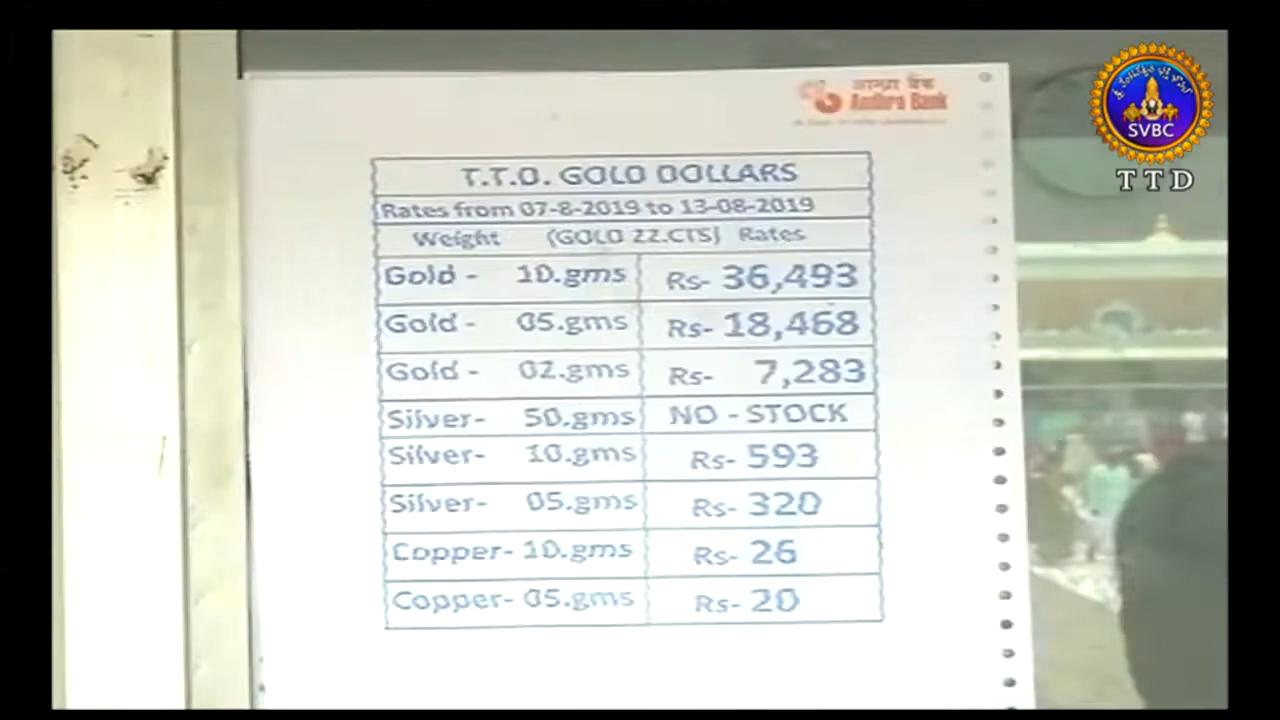 आन्ध्रा बैंक
Andhra Bank
SVBC
T T D
T.T.D. GOLD DOLLARS
Rates from 07-8-2019 to 13-08-2019
Weight (GOLD 22.CTS) Rates
Gold - 10.gms Rs- 36,493
Gold - 05.gms Rs- 18,468
Gold - 02.gms Rs- 7,283
Silver- 50.gms NO - STOCK
Silver- 10.gms Rs- 593
Silver- 05.gms Rs- 320
Copper- 10.gms Rs- 26
Copper- 05.gms Rs- 20